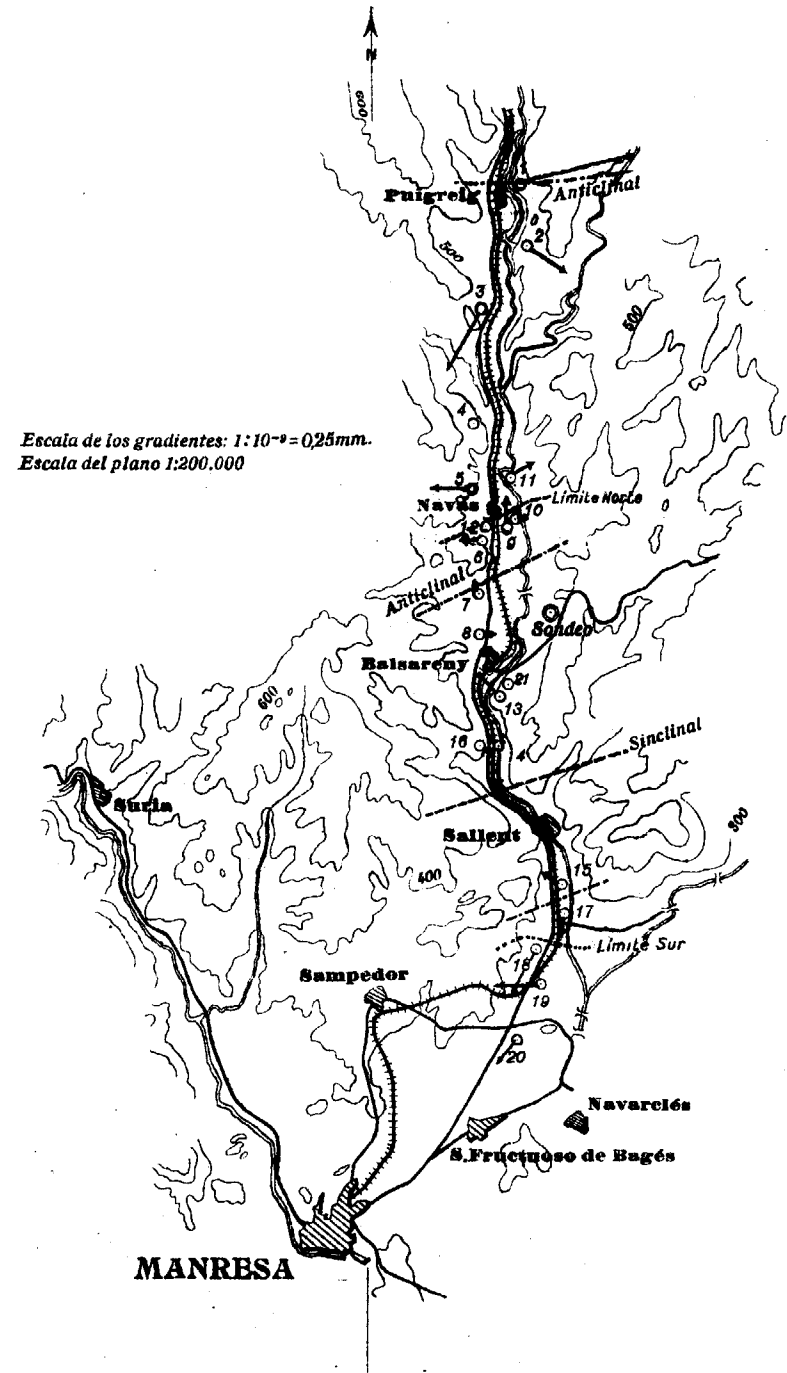 N
600
Puigreig
1
Anticlinal
2
500
3
500
4
Escala de los gradientes: 1:10⁻⁹=0,25mm.
Escala del plano 1:200.000
5
11
Navás
10
Límite Norte
12
9
6
Anticlinal
7
8
Sondeo
Balsareny
21
13
600
16
4
Sinclinal
Suria
Sallent
300
400
15
17
Límite Sur
18
Sampedor
19
20
Navarclés
S.Fructuoso de Bagés
MANRESA